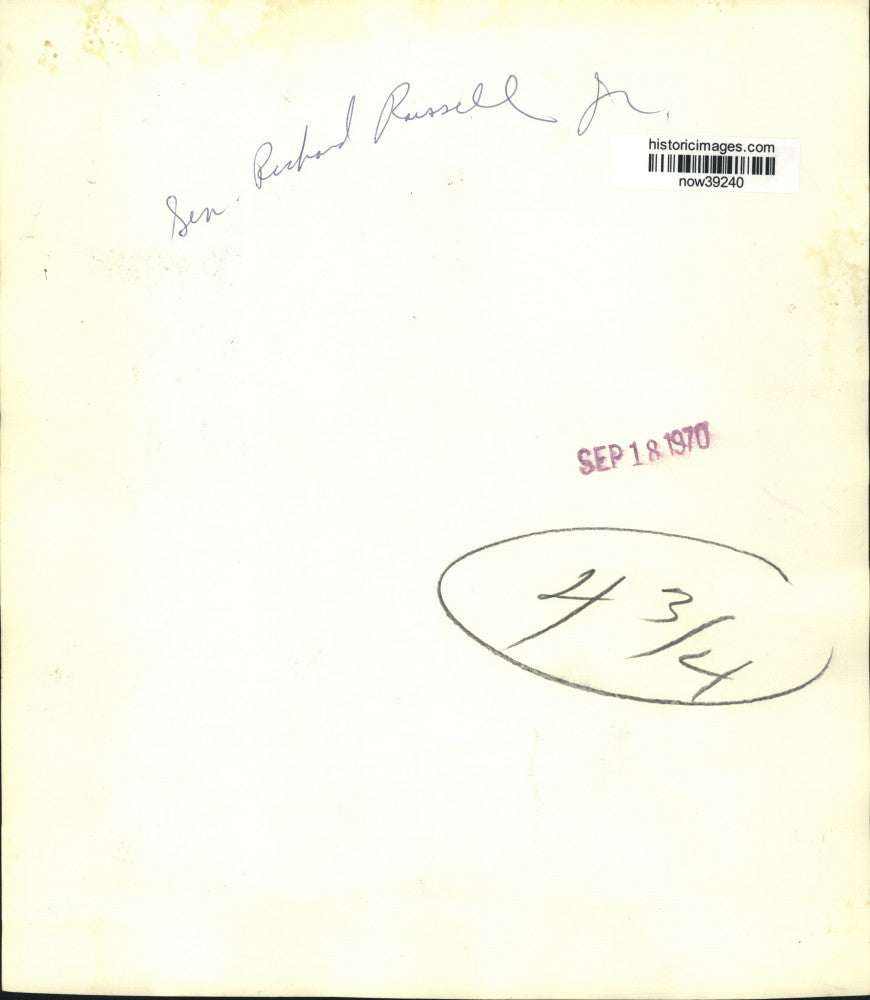 Sen. Richard Russell Jr.
historicimages.com
now39240
SEP 18 1970
4 3/4